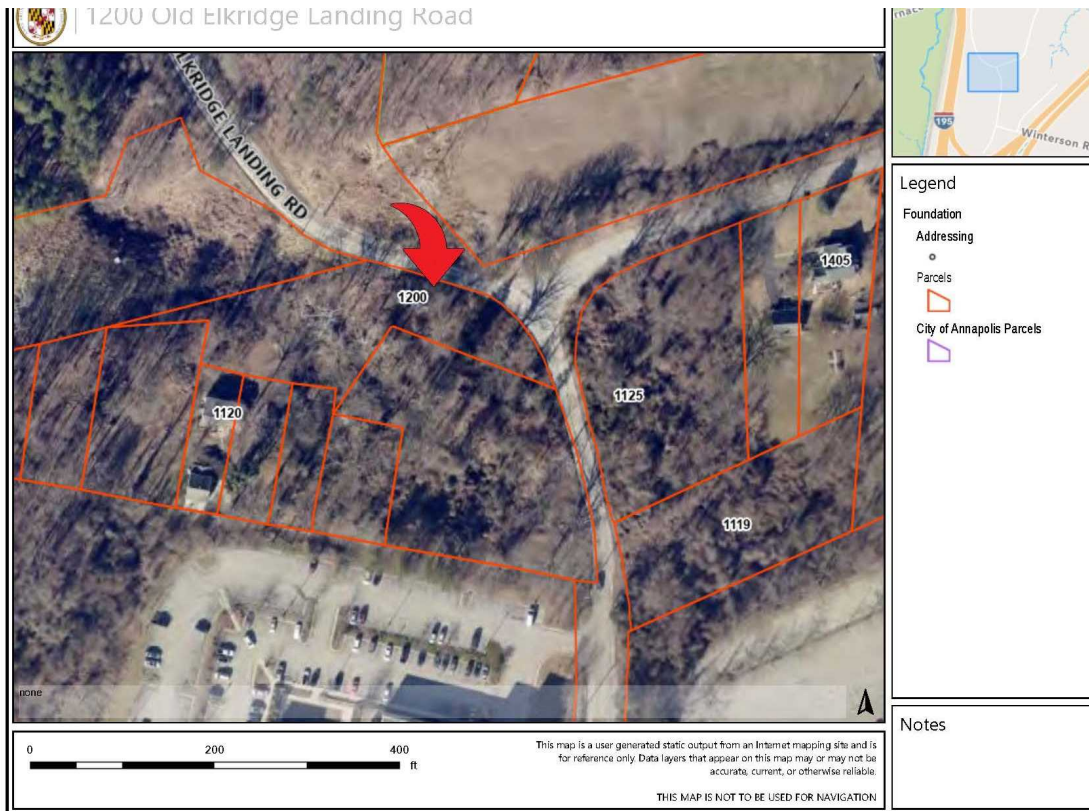 1200 Old Elkridge Landing Road
LKRIDGE LANDING RD
1200
1405
1120
1125
1119
none
0 200 400
ft
This map is a user generated static output from an Internet mapping site and is
for reference only. Data layers that appear on this map may or may not be
accurate, current, or otherwise reliable.
THIS MAP IS NOT TO BE USED FOR NAVIGATION
195
Winterson R
Legend
Foundation
Addressing
Parcels
City of Annapolis Parcels
Notes